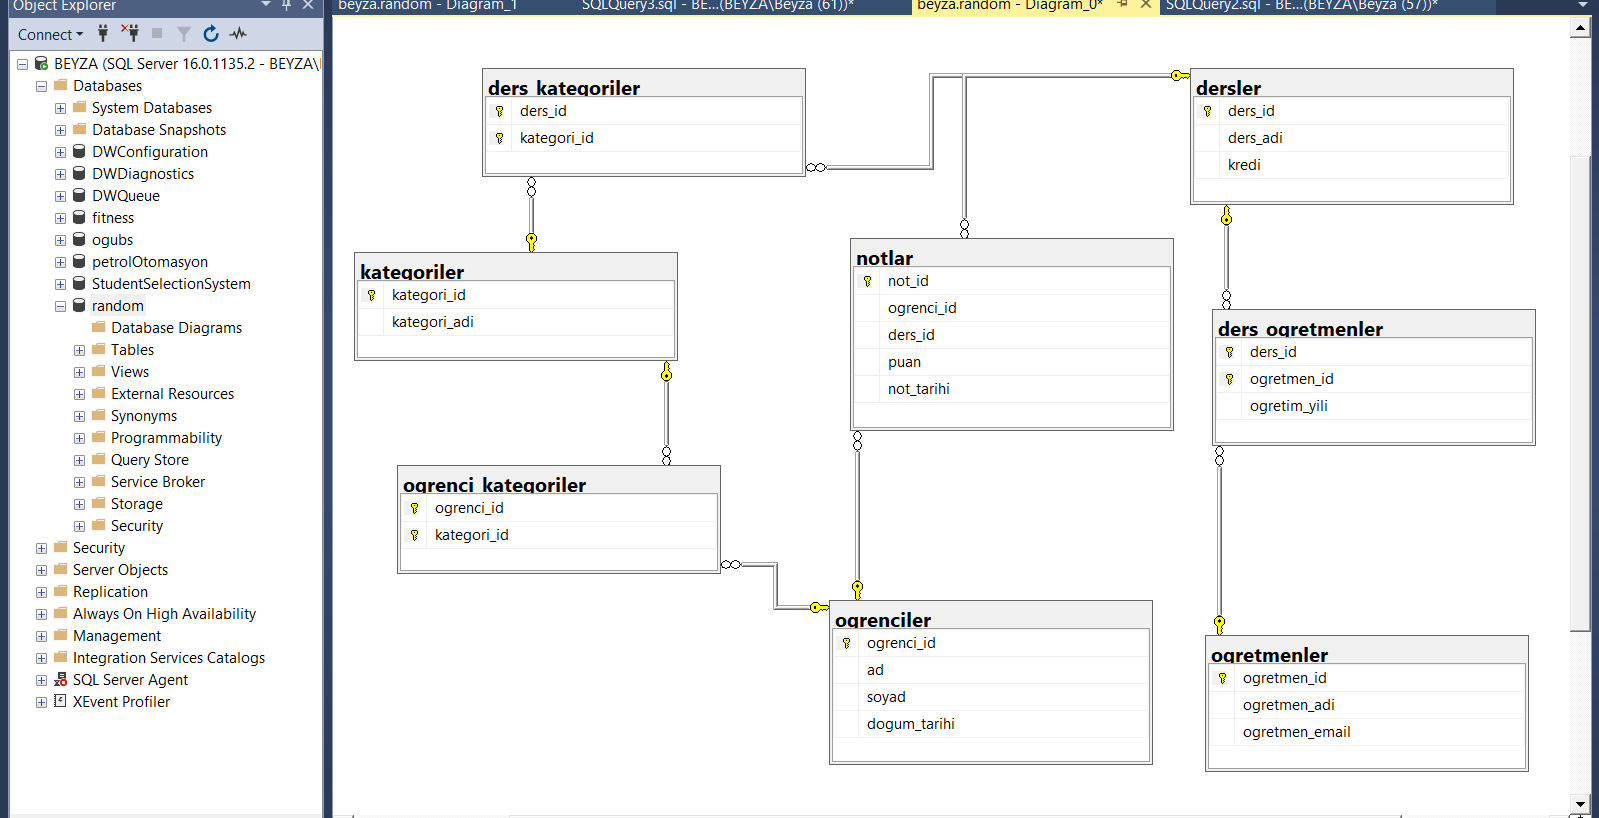 Object Explorer
beyza.random - Diagram_1
SQLQuery3.sql - BE...(BEYZA\Beyza (61))*
beyza.random - Diagram_0*
SQLQuery2.sql - BE...(BEYZA\Beyza (57))*
Connect
BEYZA (SQL Server 16.0.1135.2 - BEYZA\
Databases
System Databases
Database Snapshots
DWConfiguration
DWDiagnostics
DWQueue
fitness
ogubs
petrolOtomasyon
StudentSelectionSystem
random
Database Diagrams
Tables
Views
External Resources
Synonyms
Programmability
Query Store
Service Broker
Storage
Security
Security
Server Objects
Replication
Always On High Availability
Management
Integration Services Catalogs
SQL Server Agent
XEvent Profiler
ders_kategoriler
ders_id
kategori_id
dersler
ders_id
ders_adi
kredi
kategoriler
kategori_id
kategori_adi
notlar
not_id
ogrenci_id
ders_id
puan
not_tarihi
ders_ogretmenler
ders_id
ogretmen_id
ogretim_yili
ogrenci_kategoriler
ogrenci_id
kategori_id
ogrenciler
ogrenci_id
ad
soyad
dogum_tarihi
ogretmenler
ogretmen_id
ogretmen_adi
ogretmen_email